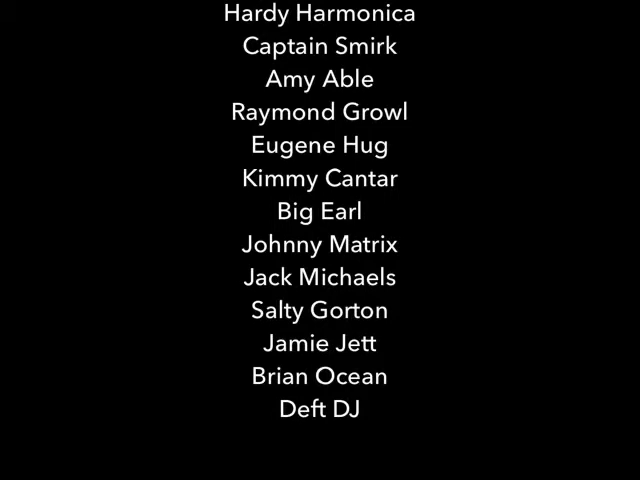 Hardy Harmonica
Captain Smirk
Amy Able
Raymond Growl
Eugene Hug
Kimmy Cantar
Big Earl
Johnny Matrix
Jack Michaels
Salty Gorton
Jamie Jett
Brian Ocean
Deft DJ